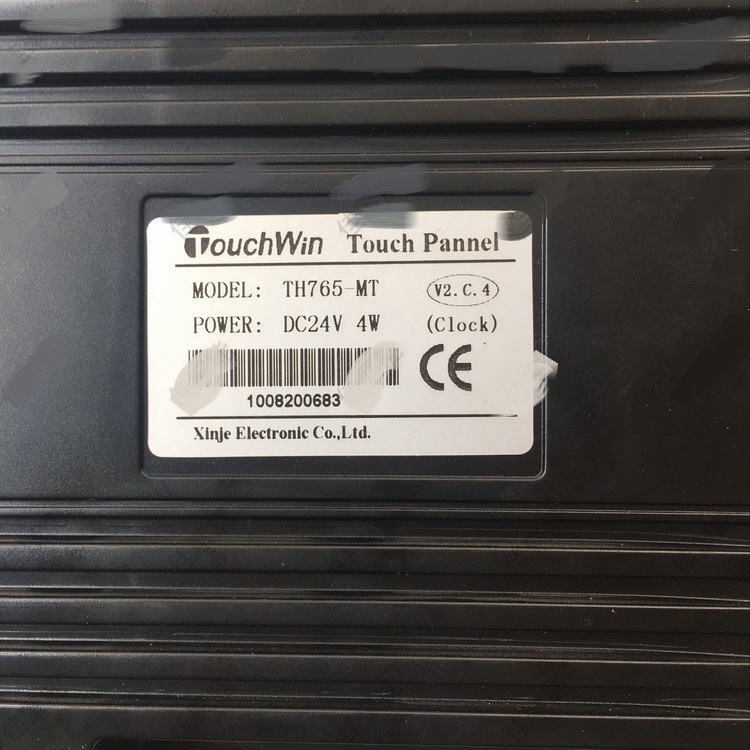 TouchWin Touch Pannel
MODEL: TH765-MT V2.C.4
POWER: DC24V 4W (Clock)
CE
1008200683
Xinje Electronic Co.,Ltd.